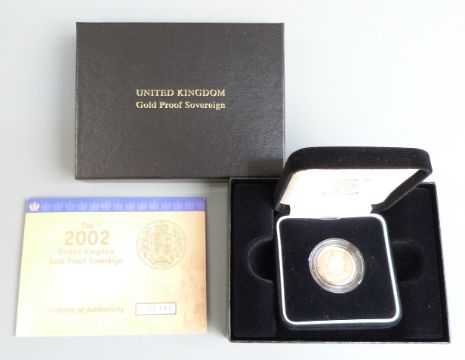 UNITED KINGDOM
Gold Proof Sovereign
The
2002
United Kingdom
Gold Proof Sovereign
Certificate of Authenticity